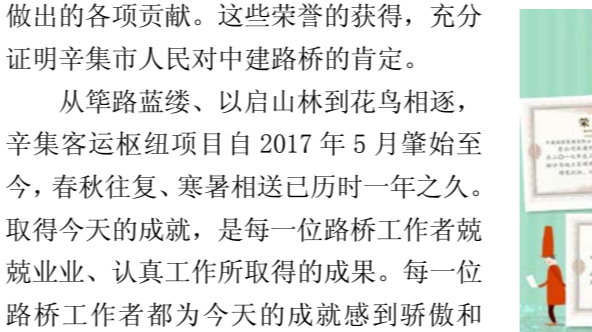 做出的各项贡献。这些荣誉的获得，充分
证明辛集市人民对中建路桥的肯定。
从筚路蓝缕、以启山林到花鸟相逐，
辛集客运枢纽项目自 2017 年 5 月肇始至
今，春秋往复、寒暑相送已历时一年之久。
取得今天的成就，是每一位路桥工作者兢
兢业业、认真工作所取得的成果。每一位
路桥工作者都为今天的成就感到骄傲和
荣